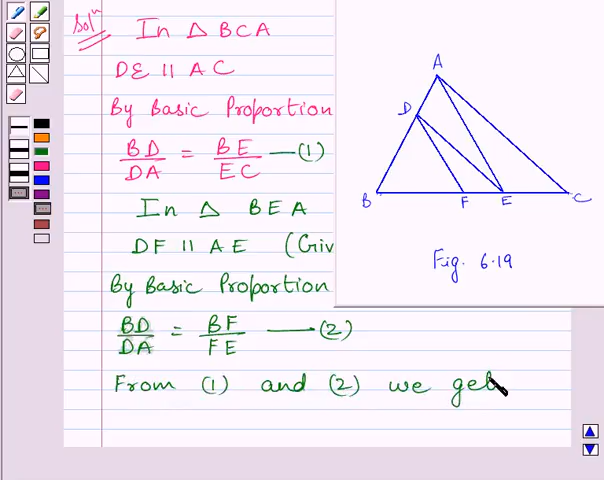 Solⁿ In △ BCA
DE || AC
By Basic Proportion
BD/DA = BE/EC —(1)
In △ BEA
DF || AE (Giv
By Basic Proportion
BD/DA = BF/FE —(2)
From (1) and (2) we get
A
D
B F E C
Fig. 6.19